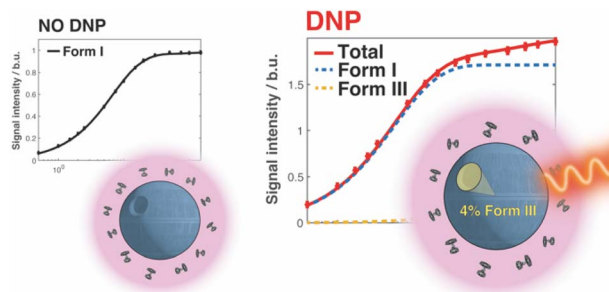 NO DNP
Form I
Signal intensity / b.u.
1
0.8
0.6
0.4
0.2
0
10⁰
DNP
Total
Form I
Form III
Signal intensity / b.u.
1.5
1
0.5
0
4% Form III